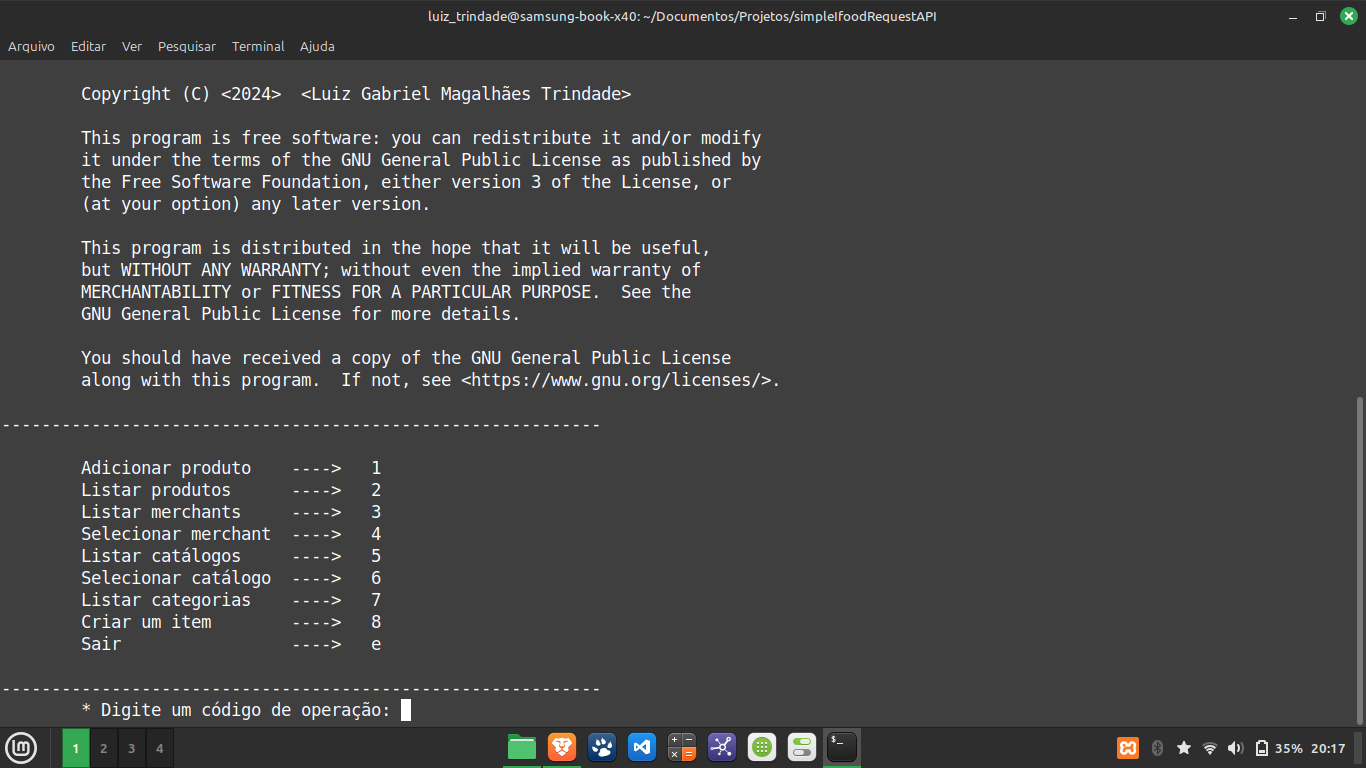 luiz_trindade@samsung-book-x40: ~/Documentos/Projetos/simpleIfoodRequestAPI
Arquivo Editar Ver Pesquisar Terminal Ajuda
Copyright (C) <2024>  <Luiz Gabriel Magalhães Trindade>
This program is free software: you can redistribute it and/or modify
it under the terms of the GNU General Public License as published by
the Free Software Foundation, either version 3 of the License, or
(at your option) any later version.
This program is distributed in the hope that it will be useful,
but WITHOUT ANY WARRANTY; without even the implied warranty of
MERCHANTABILITY or FITNESS FOR A PARTICULAR PURPOSE.  See the
GNU General Public License for more details.
You should have received a copy of the GNU General Public License
along with this program.  If not, see <https://www.gnu.org/licenses/>.
------------------------------------------------------------
Adicionar produto    ---->   1
Listar produtos      ---->   2
Listar merchants     ---->   3
Selecionar merchant  ---->   4
Listar catálogos     ---->   5
Selecionar catálogo  ---->   6
Listar categorias    ---->   7
Criar um item        ---->   8
Sair                 ---->   e
------------------------------------------------------------
* Digite um código de operação:
1 2 3 4 35% 20:17